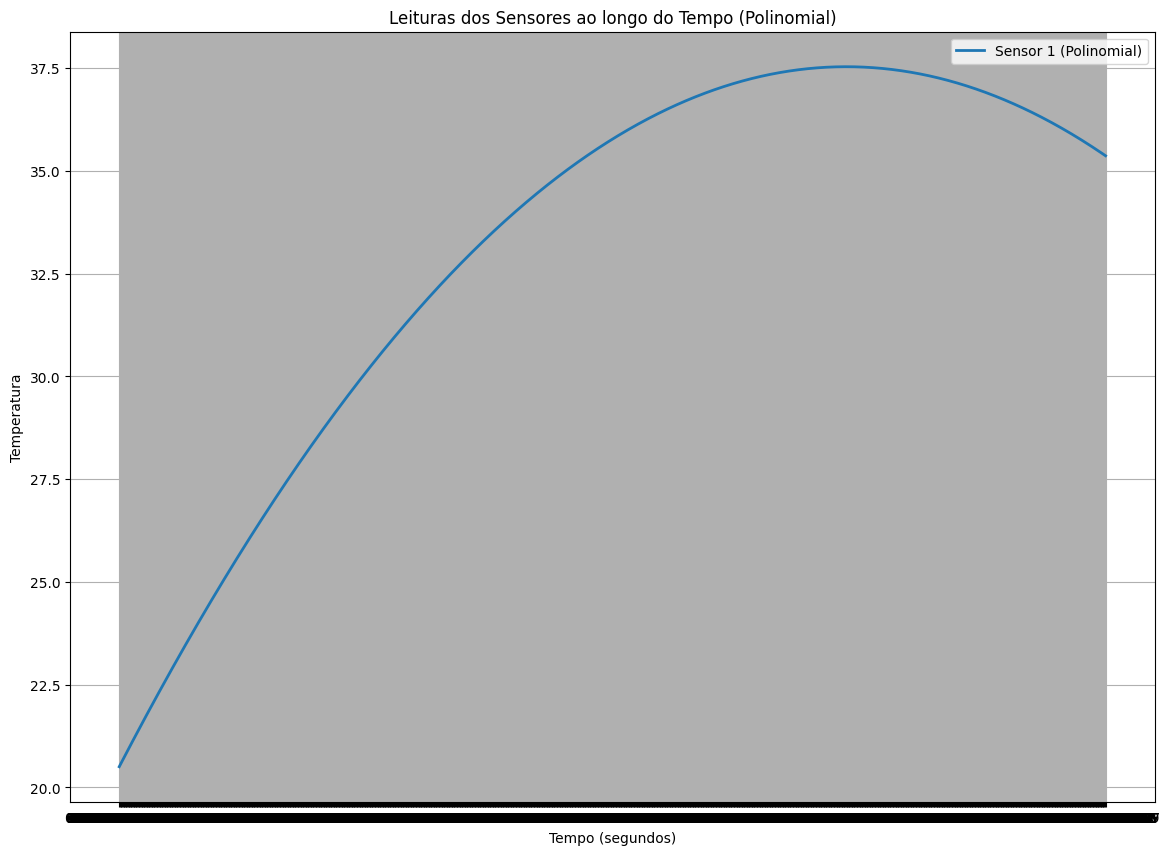 Leituras dos Sensores ao longo do Tempo (Polinomial)
Sensor 1 (Polinomial)
37.5
35.0
32.5
30.0
27.5
25.0
22.5
20.0
Temperatura
Tempo (segundos)